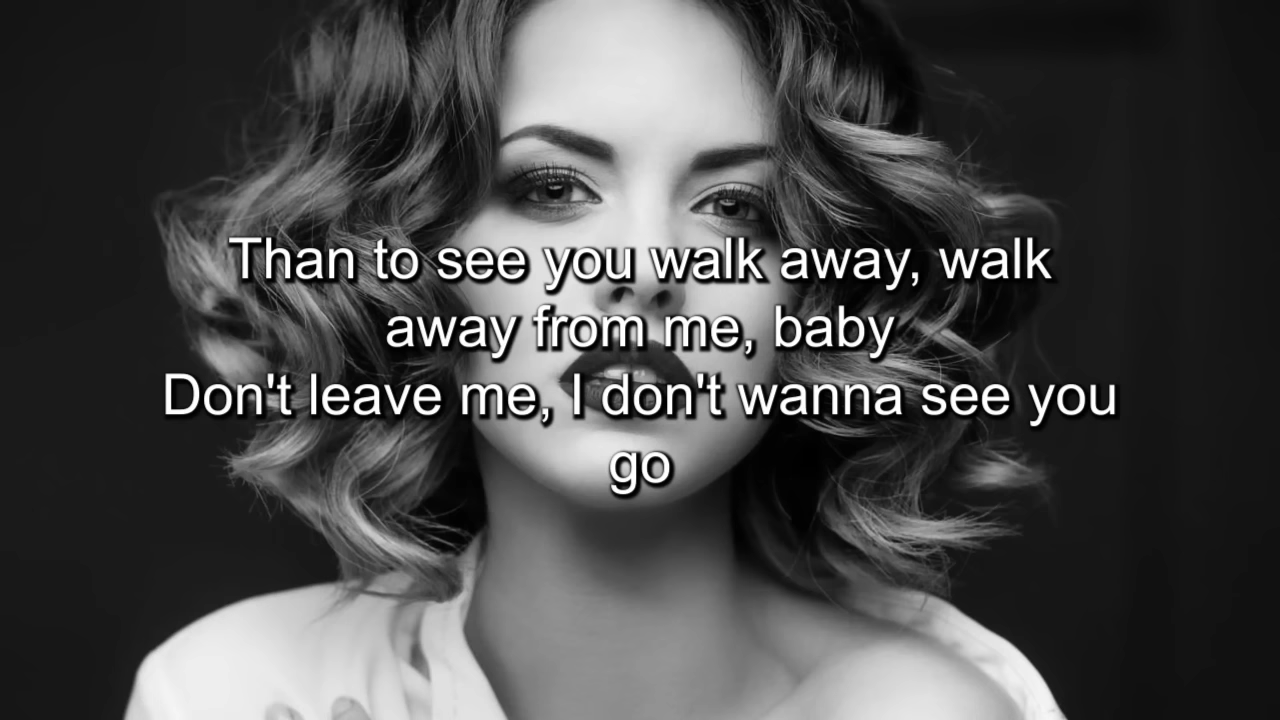 Than to see you walk away, walk
away from me, baby
Don't leave me, I don't wanna see you
go